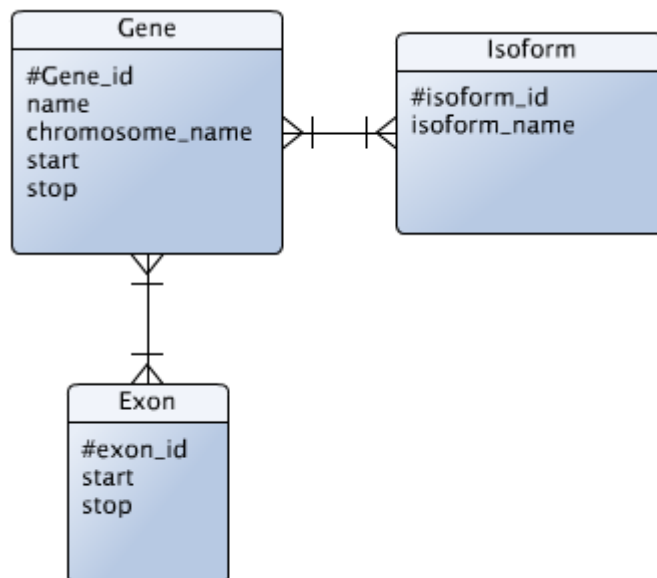 Gene
#Gene_id
name
chromosome_name
start
stop
Isoform
#isoform_id
isoform_name
Exon
#exon_id
start
stop